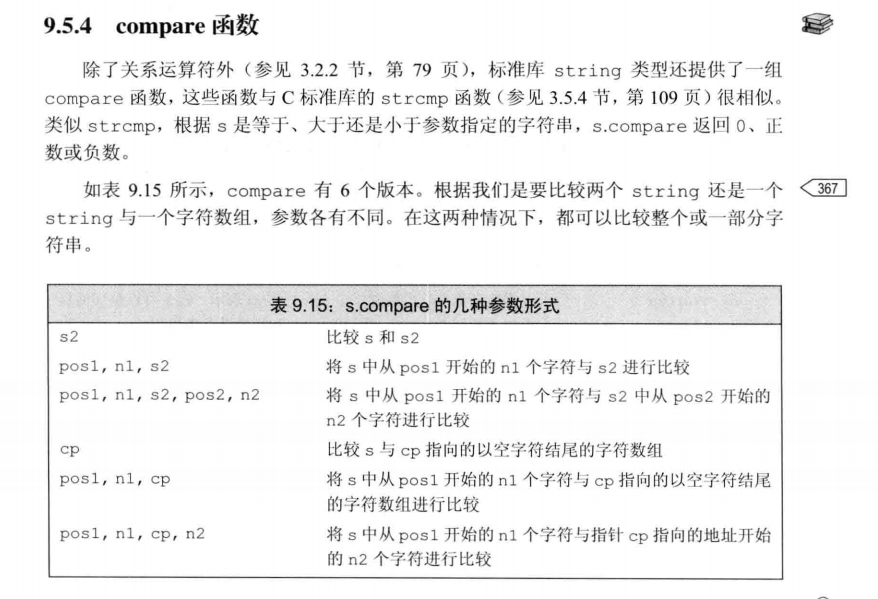 9.5.4 compare 函数
除了关系运算符外（参见 3.2.2 节，第 79 页），标准库 string 类型还提供了一组
compare 函数，这些函数与 C 标准库的 strcmp 函数（参见 3.5.4 节，第 109 页）很相似。
类似 strcmp，根据 s 是等于、大于还是小于参数指定的字符串，s.compare 返回 0、正
数或负数。
如表 9.15 所示，compare 有 6 个版本。根据我们是要比较两个 string 还是一个
367
string 与一个字符数组，参数各有不同。在这两种情况下，都可以比较整个或一部分字
符串。
表 9.15：s.compare 的几种参数形式
s2 比较 s 和 s2
pos1, n1, s2 将 s 中从 pos1 开始的 n1 个字符与 s2 进行比较
pos1, n1, s2, pos2, n2 将 s 中从 pos1 开始的 n1 个字符与 s2 中从 pos2 开始的
n2 个字符进行比较
cp 比较 s 与 cp 指向的以空字符结尾的字符数组
pos1, n1, cp 将 s 中从 pos1 开始的 n1 个字符与 cp 指向的以空字符结尾
的字符数组进行比较
pos1, n1, cp, n2 将 s 中从 pos1 开始的 n1 个字符与指针 cp 指向的地址开始
的 n2 个字符进行比较